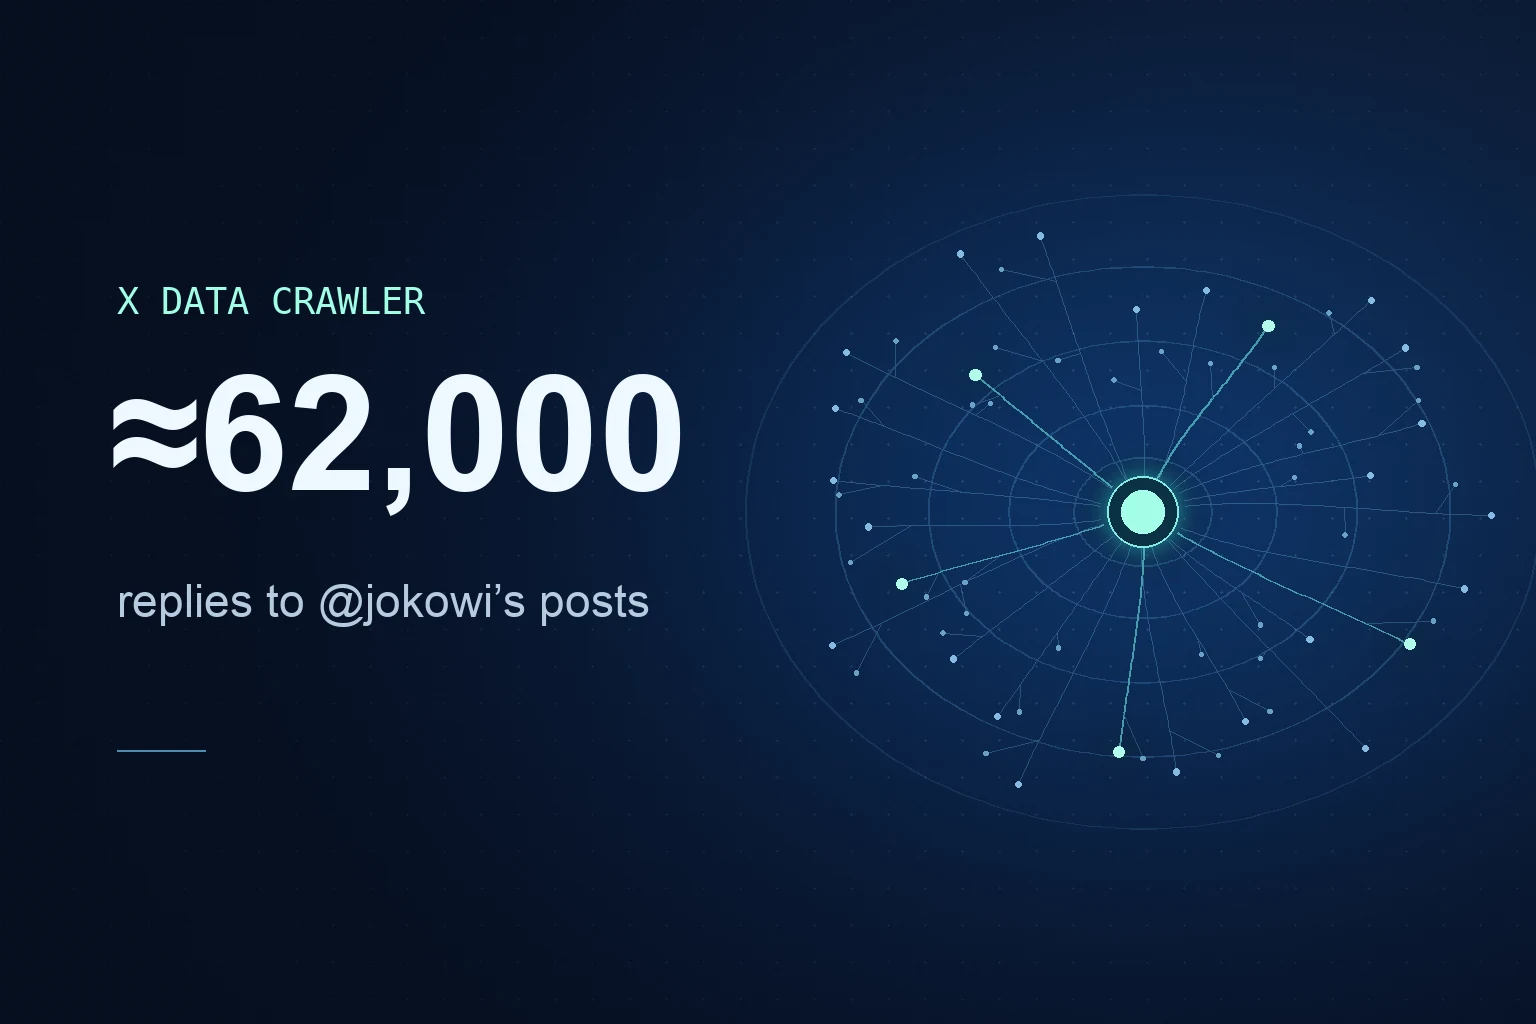 X DATA CRAWLER
≈62,000
replies to @jokowi’s posts